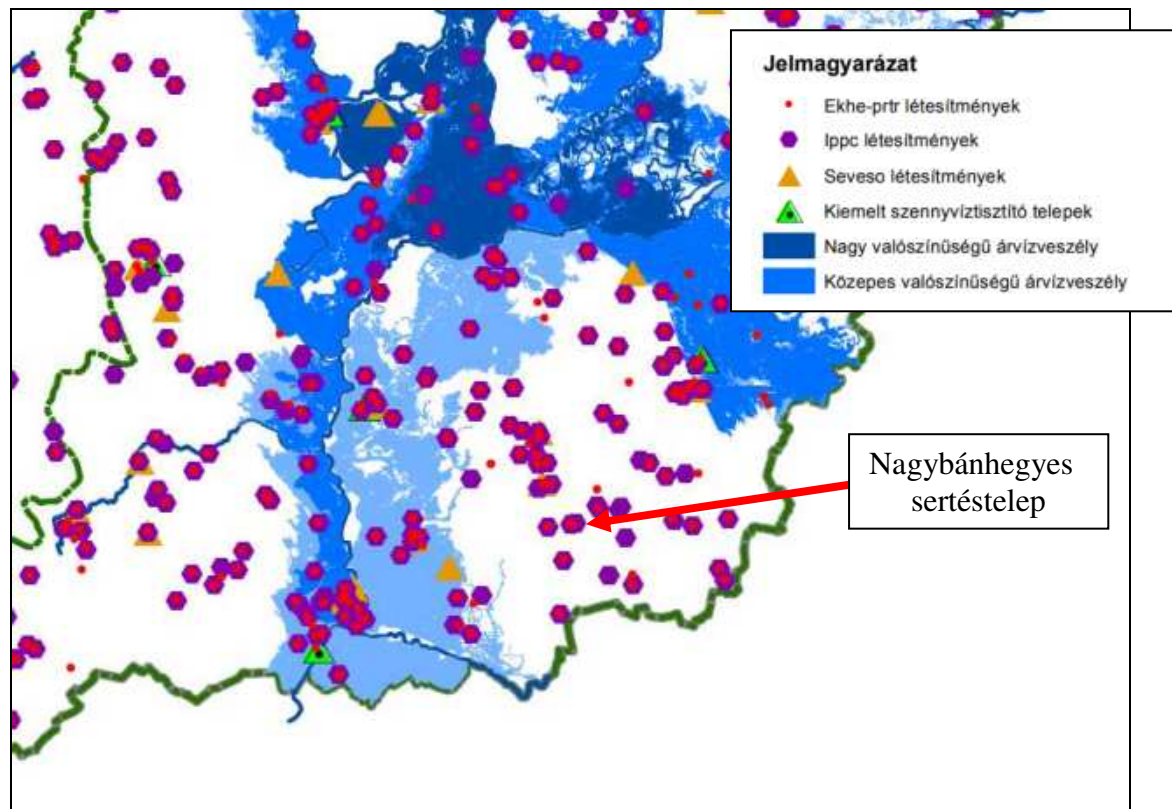 Jelmagyarázat
Ekhe-prtr létesítmények
Ippc létesítmények
Seveso létesítmények
Kiemelt szennyvíztisztító telepek
Nagy valószínűségű árvízveszély
Közepes valószínűségű árvízveszély
Nagybánhegyes
sertéstelep